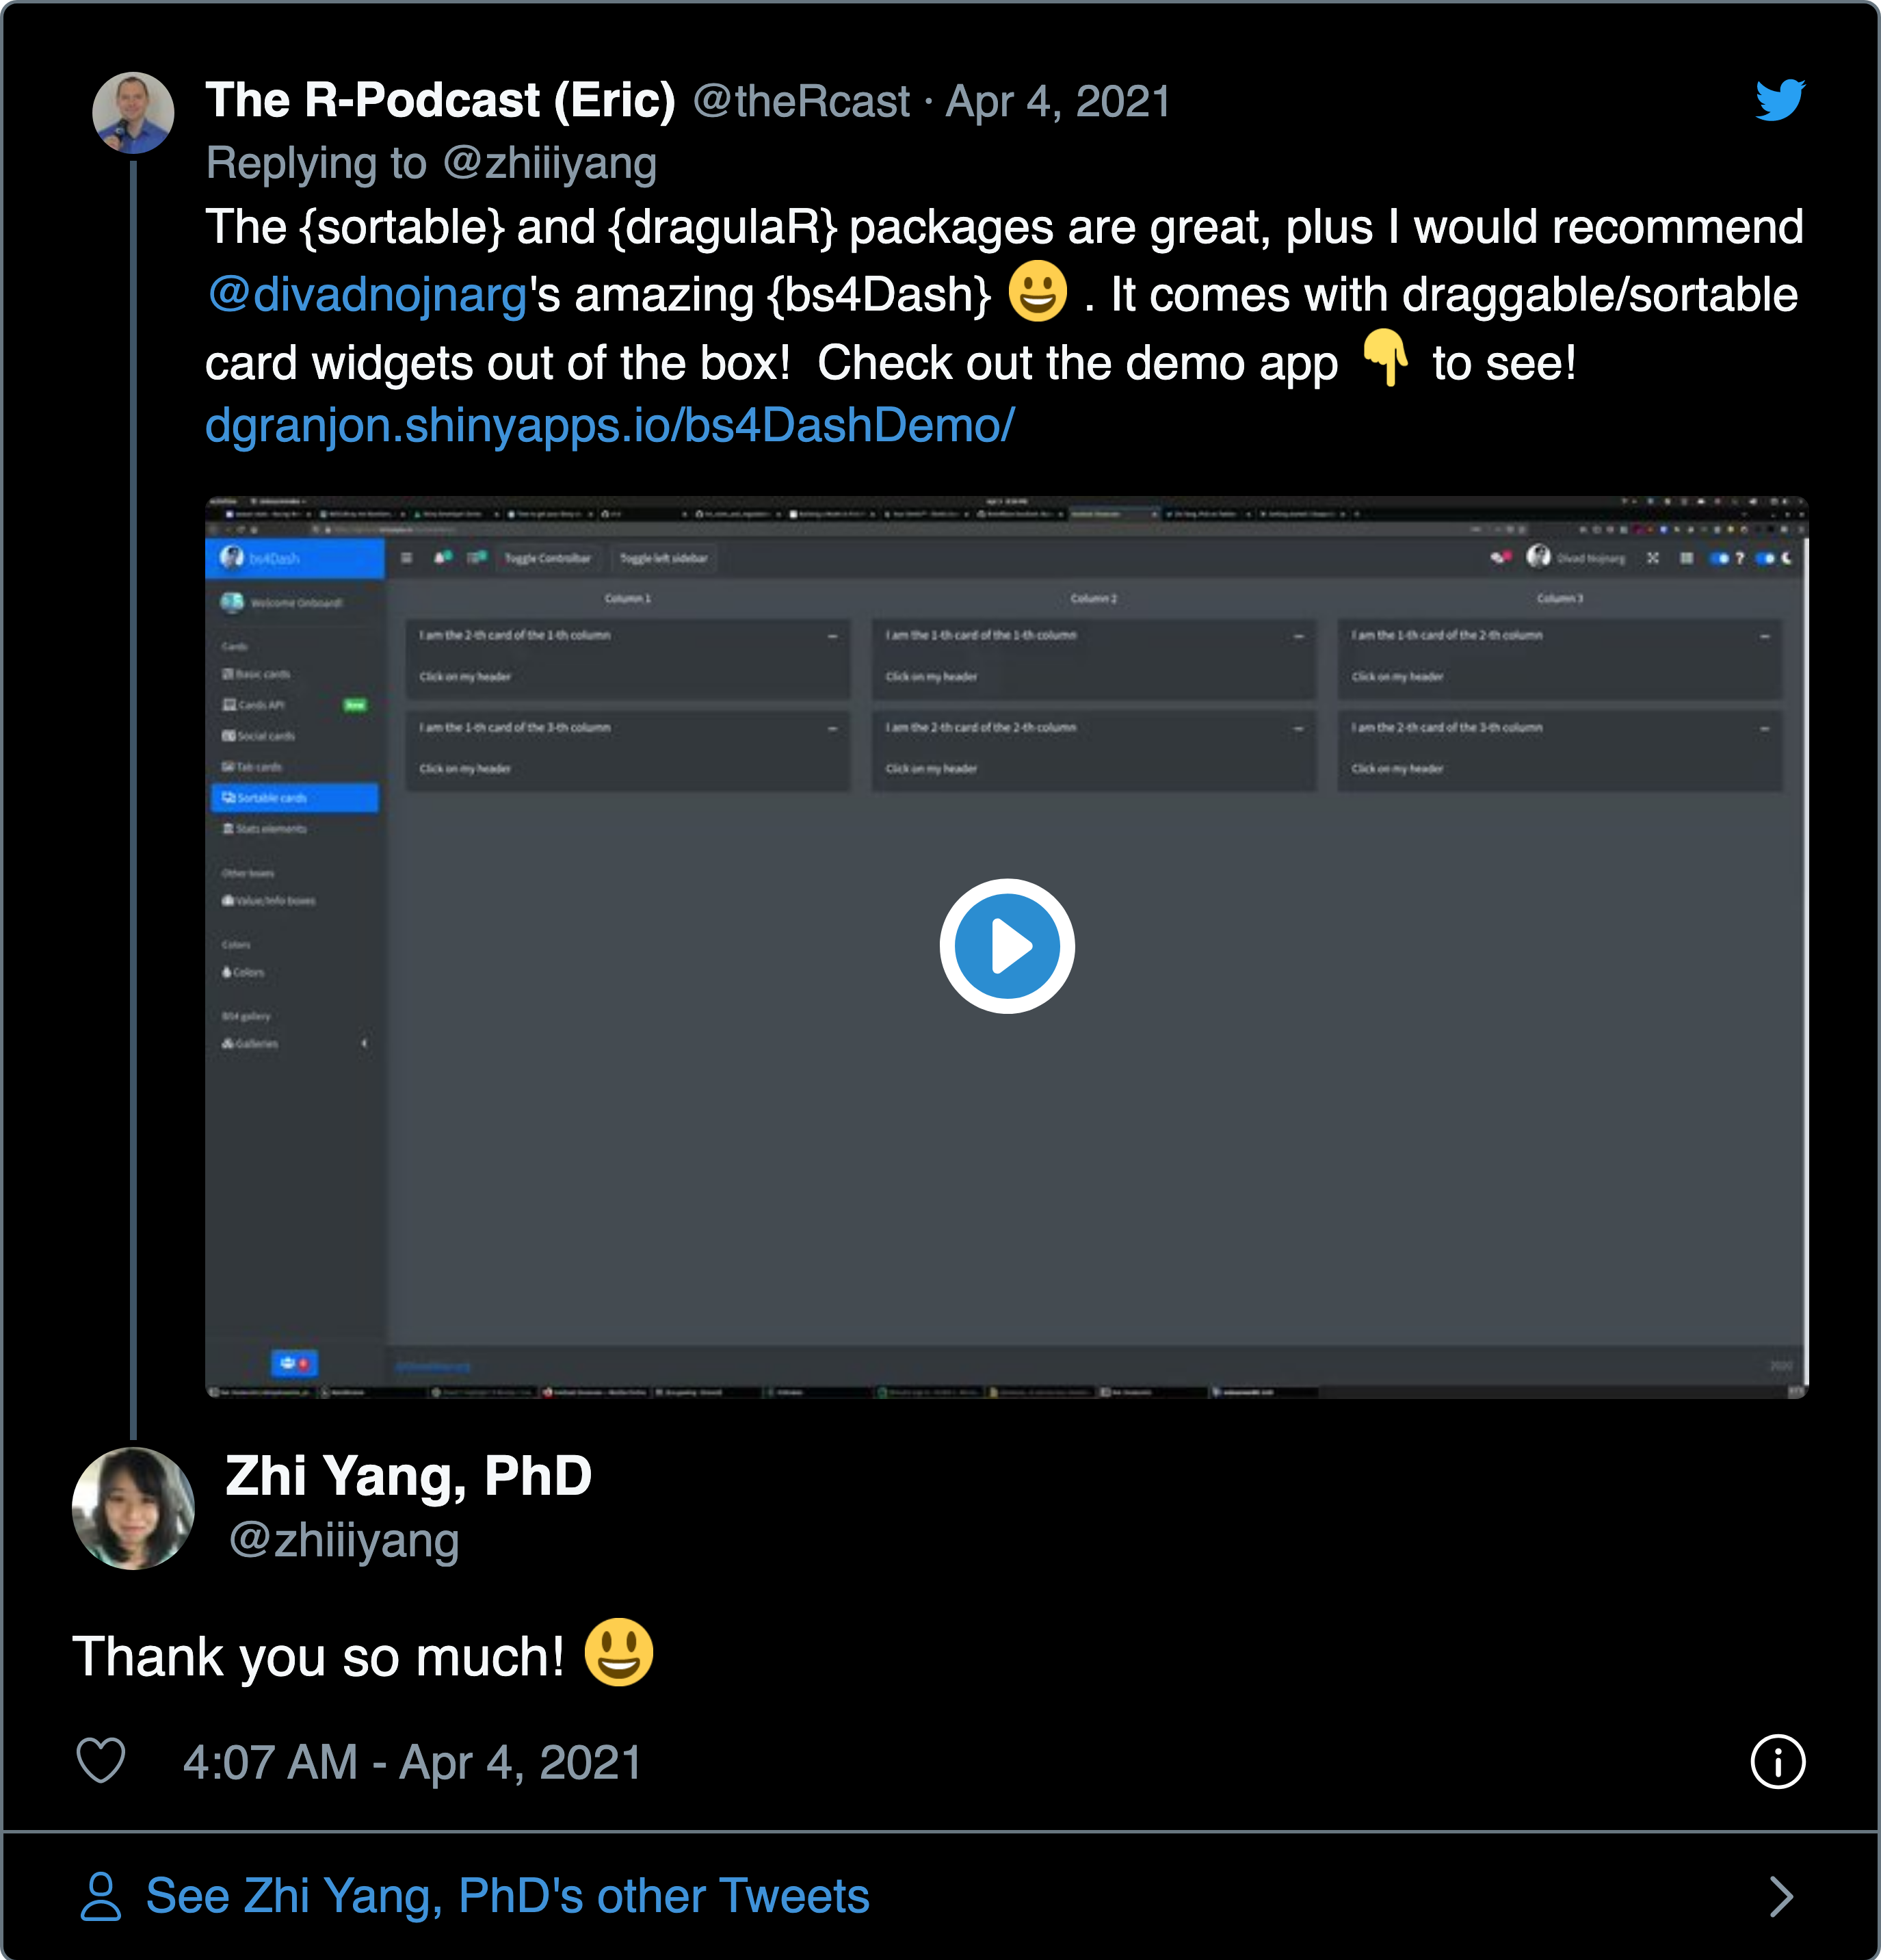 The R-Podcast (Eric) @theRcast · Apr 4, 2021
Replying to @zhiiiyang
The {sortable} and {dragulaR} packages are great, plus I would recommend
@divadnojnarg's amazing {bs4Dash} 😀 . It comes with draggable/sortable
card widgets out of the box!  Check out the demo app 👇 to see!
dgranjon.shinyapps.io/bs4DashDemo/
bs4Dash
Toggle Controlbar
Toggle left sidebar
Divad Nojnarg
?
Welcome Onboard!
Column 1
Column 2
Column 3
I am the 2-th card of the 1-th column
I am the 1-th card of the 1-th column
I am the 1-th card of the 2-th column
Click on my header
Click on my header
Click on my header
I am the 1-th card of the 3-th column
I am the 2-th card of the 2-th column
I am the 2-th card of the 3-th column
Click on my header
Click on my header
Click on my header
Cards
Basic cards
Cards API
New
Social cards
Tab cards
Sortable cards
Stats elements
Other boxes
Value/Info boxes
Colors
Colors
BS4 gallery
Galleries
2020
Zhi Yang, PhD
@zhiiiyang
Thank you so much! 😃
4:07 AM - Apr 4, 2021
See Zhi Yang, PhD's other Tweets